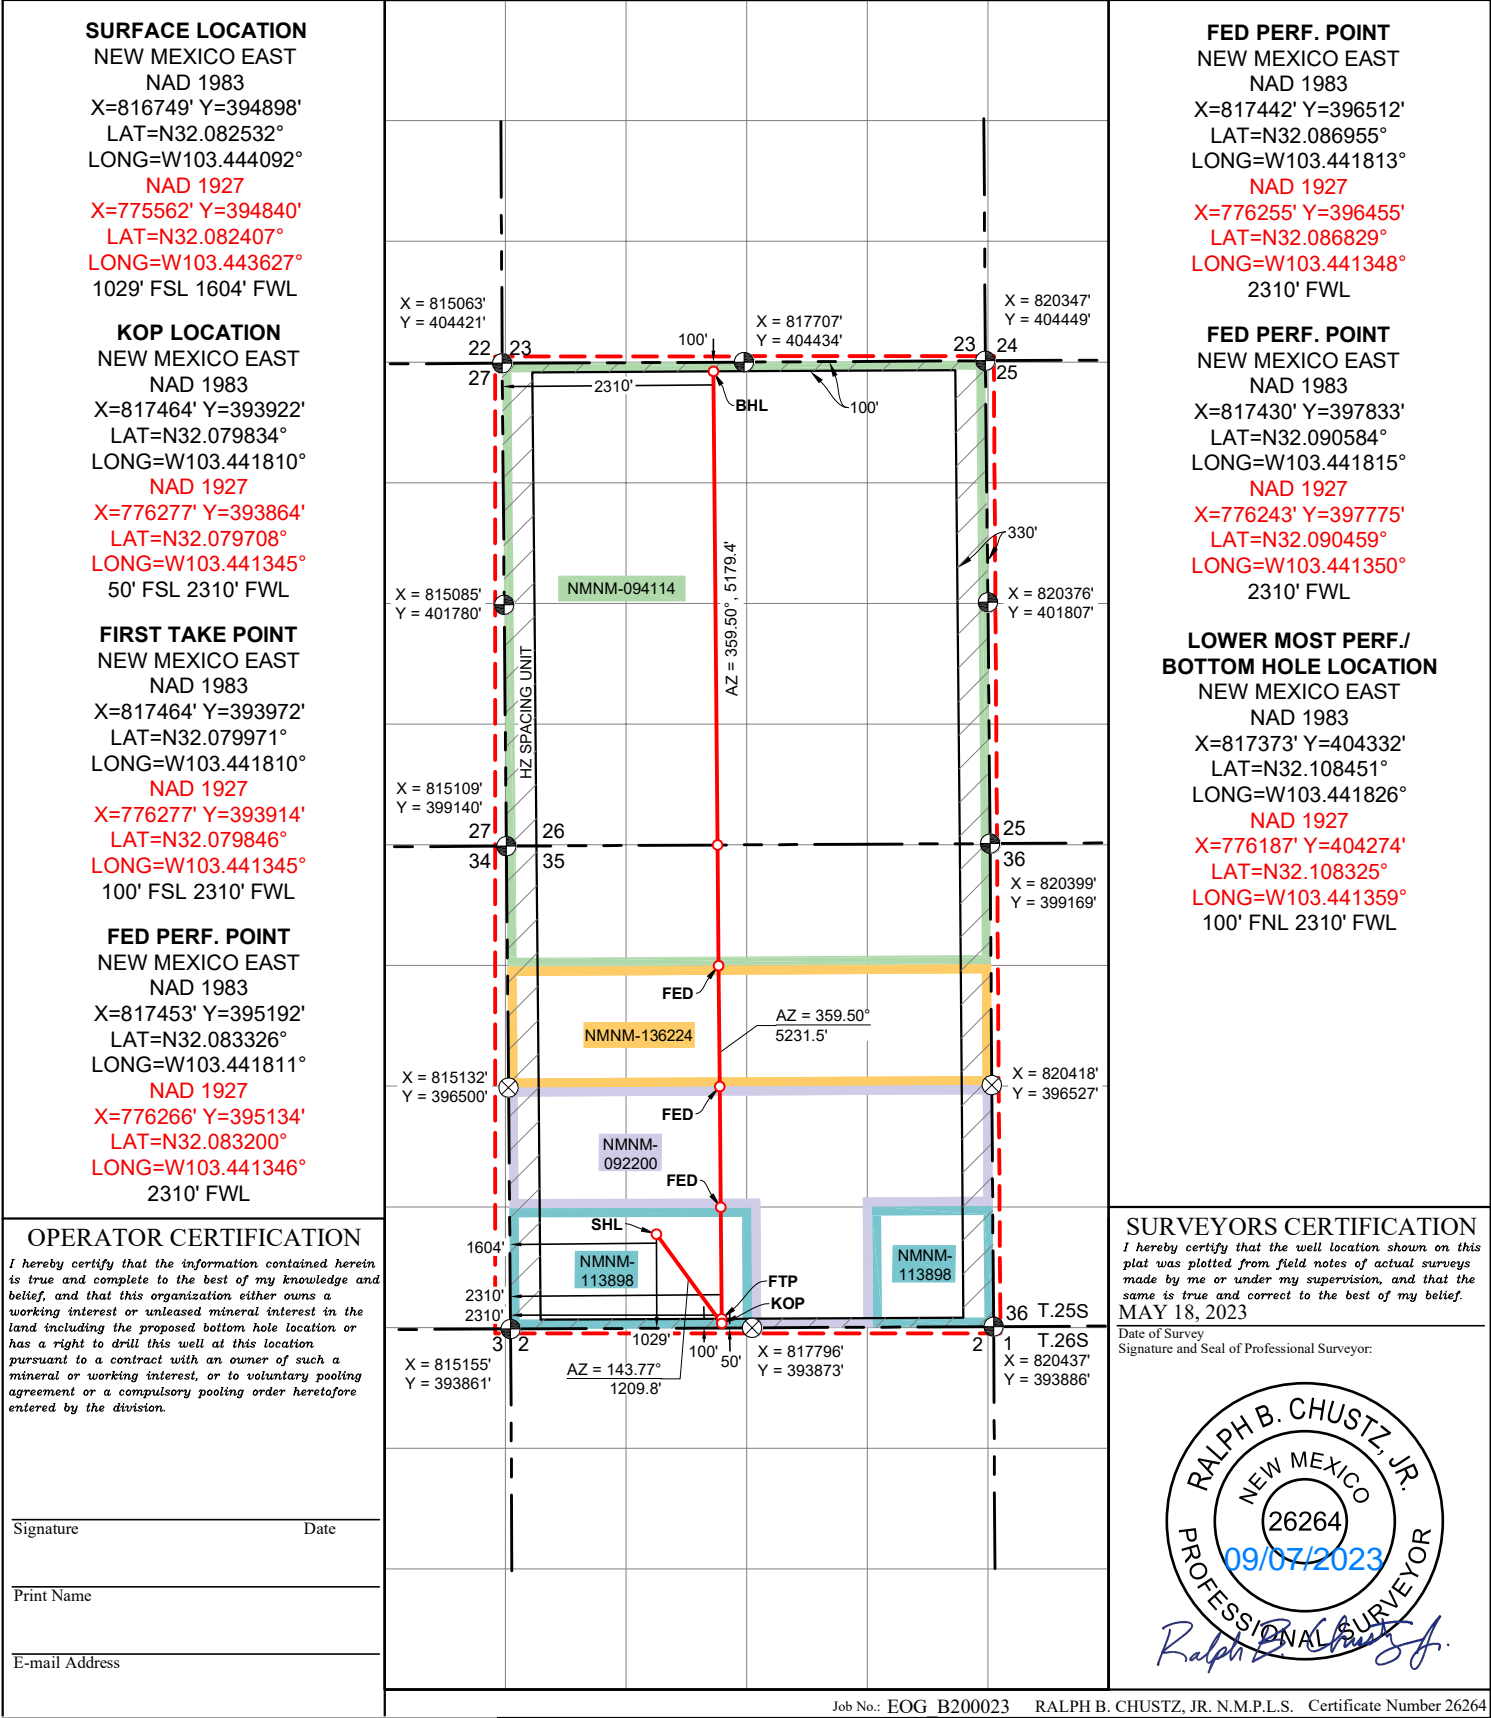 SURFACE LOCATION
NEW MEXICO EAST
NAD 1983
X=816749' Y=394898'
LAT=N32.082532°
LONG=W103.444092°
NAD 1927
X=775562' Y=394840'
LAT=N32.082407°
LONG=W103.443627°
1029' FSL 1604' FWL
KOP LOCATION
NEW MEXICO EAST
NAD 1983
X=817464' Y=393922'
LAT=N32.079834°
LONG=W103.441810°
NAD 1927
X=776277' Y=393864'
LAT=N32.079708°
LONG=W103.441345°
50' FSL 2310' FWL
FIRST TAKE POINT
NEW MEXICO EAST
NAD 1983
X=817464' Y=393972'
LAT=N32.079971°
LONG=W103.441810°
NAD 1927
X=776277' Y=393914'
LAT=N32.079846°
LONG=W103.441345°
100' FSL 2310' FWL
FED PERF. POINT
NEW MEXICO EAST
NAD 1983
X=817453' Y=395192'
LAT=N32.083326°
LONG=W103.441811°
NAD 1927
X=776266' Y=395134'
LAT=N32.083200°
LONG=W103.441346°
2310' FWL
OPERATOR CERTIFICATION
I hereby certify that the information contained herein
is true and complete to the best of my knowledge and
belief, and that this organization either owns a
working interest or unleased mineral interest in the
land including the proposed bottom hole location or
has a right to drill this well at this location
pursuant to a contract with an owner of such a
mineral or working interest, or to voluntary pooling
agreement or a compulsory pooling order heretofore
entered by the division.
Signature Date
Print Name
E-mail Address
X = 815063'
Y = 404421'
X = 817707'
Y = 404434'
X = 820347'
Y = 404449'
22 23
27
100'
23 24
25
2310'
BHL
100'
330'
NMNM-094114
AZ = 359.50°, 5179.4'
HZ SPACING UNIT
X = 815085'
Y = 401780'
X = 820376'
Y = 401807'
X = 815109'
Y = 399140'
27 26
34 35
25
36
X = 820399'
Y = 399169'
FED
NMNM-136224
AZ = 359.50°
5231.5'
X = 815132'
Y = 396500'
X = 820418'
Y = 396527'
FED
NMNM-
092200
FED
SHL
1604'
NMNM-
113898
NMNM-
113898
2310'
2310'
FTP
KOP
1029'
100'
50'
3 2
2 1
36 T.25S
T.26S
X = 815155'
Y = 393861'
AZ = 143.77°
1209.8'
X = 817796'
Y = 393873'
X = 820437'
Y = 393886'
FED PERF. POINT
NEW MEXICO EAST
NAD 1983
X=817442' Y=396512'
LAT=N32.086955°
LONG=W103.441813°
NAD 1927
X=776255' Y=396455'
LAT=N32.086829°
LONG=W103.441348°
2310' FWL
FED PERF. POINT
NEW MEXICO EAST
NAD 1983
X=817430' Y=397833'
LAT=N32.090584°
LONG=W103.441815°
NAD 1927
X=776243' Y=397775'
LAT=N32.090459°
LONG=W103.441350°
2310' FWL
LOWER MOST PERF./
BOTTOM HOLE LOCATION
NEW MEXICO EAST
NAD 1983
X=817373' Y=404332'
LAT=N32.108451°
LONG=W103.441826°
NAD 1927
X=776187' Y=404274'
LAT=N32.108325°
LONG=W103.441359°
100' FNL 2310' FWL
SURVEYORS CERTIFICATION
I hereby certify that the well location shown on this
plat was plotted from field notes of actual surveys
made by me or under my supervision, and that the
same is true and correct to the best of my belief.
MAY 18, 2023
Date of Survey
Signature and Seal of Professional Surveyor:
RALPH B. CHUSTZ, JR.
NEW MEXICO
26264
09/07/2023
PROFESSIONAL SURVEYOR
Ralph B. Chustz Jr.
Job No.: EOG_B200023 RALPH B. CHUSTZ, JR. N.M.P.L.S. Certificate Number 26264